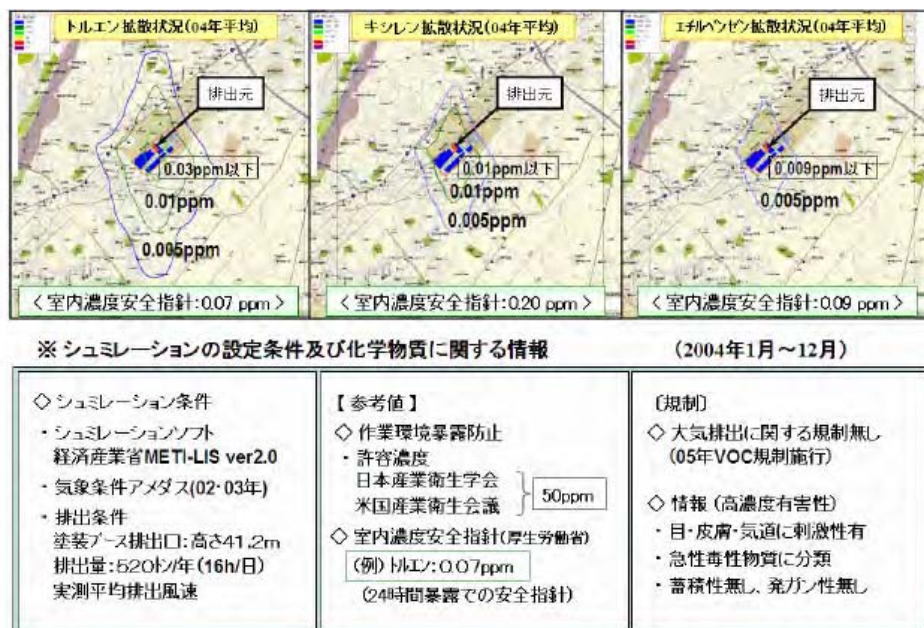 トルエン拡散状況(04年平均)
排出元
0.03ppm以下
0.01ppm
0.005ppm
< 室内濃度安全指針:0.07 ppm >
キシレン拡散状況(04年平均)
排出元
0.01ppm以下
0.01ppm
0.005ppm
< 室内濃度安全指針:0.20 ppm >
エチルベンゼン拡散状況(04年平均)
排出元
0.009ppm以下
0.005ppm
< 室内濃度安全指針:0.09 ppm >
※ シュミレーションの設定条件及び化学物質に関する情報 (2004年1月～12月)
◇ シュミレーション条件
・シュミレーションソフト
経済産業省METI-LIS ver2.0
・気象条件アメダス(02・03年)
・排出条件
塗装ブース排出口:高さ41.2m
排出量:520トン/年(16h/日)
実測平均排出風速
【参考値】
◇ 作業環境暴露防止
・許容濃度
日本産業衛生学会
米国産業衛生会議
50ppm
◇ 室内濃度安全指針(厚生労働省)
(例)トルエン:0.07ppm
(24時間暴露での安全指針)
〔規制〕
◇ 大気排出に関する規制無し
(05年VOC規制施行)
◇ 情報(高濃度有害性)
・目・皮膚・気道に刺激性有
・急性毒性物質に分類
・蓄積性無し、発ガン性無し